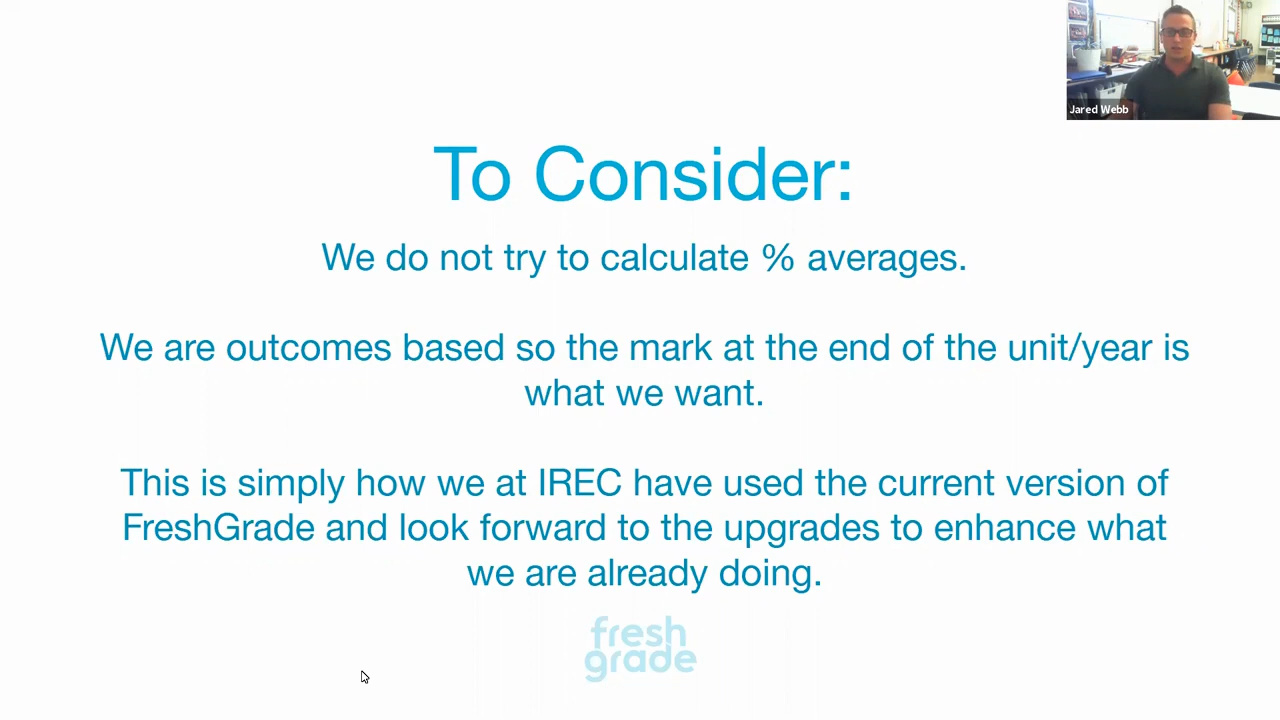 Jared Webb
To Consider:
We do not try to calculate % averages.
We are outcomes based so the mark at the end of the unit/year is
what we want.
This is simply how we at IREC have used the current version of
FreshGrade and look forward to the upgrades to enhance what
we are already doing.
fresh
grade